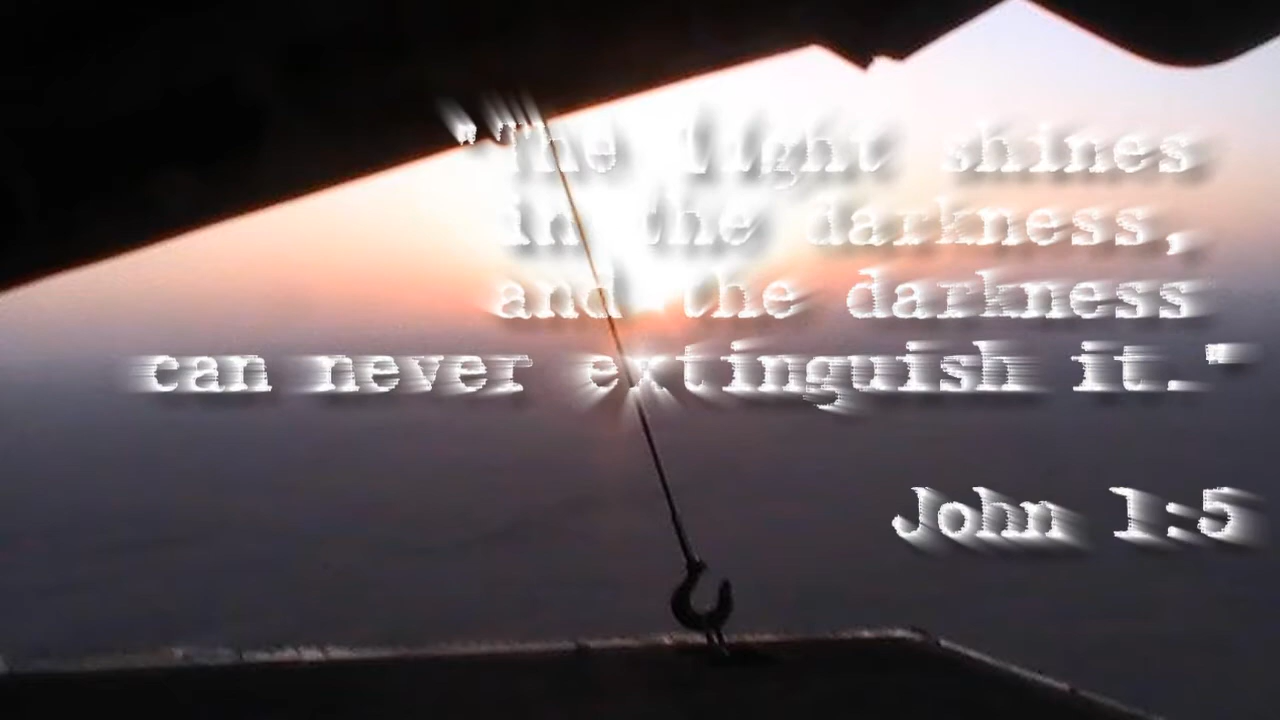 "The light shines
in the darkness,
and the darkness
can never extinguish it."
John 1:5